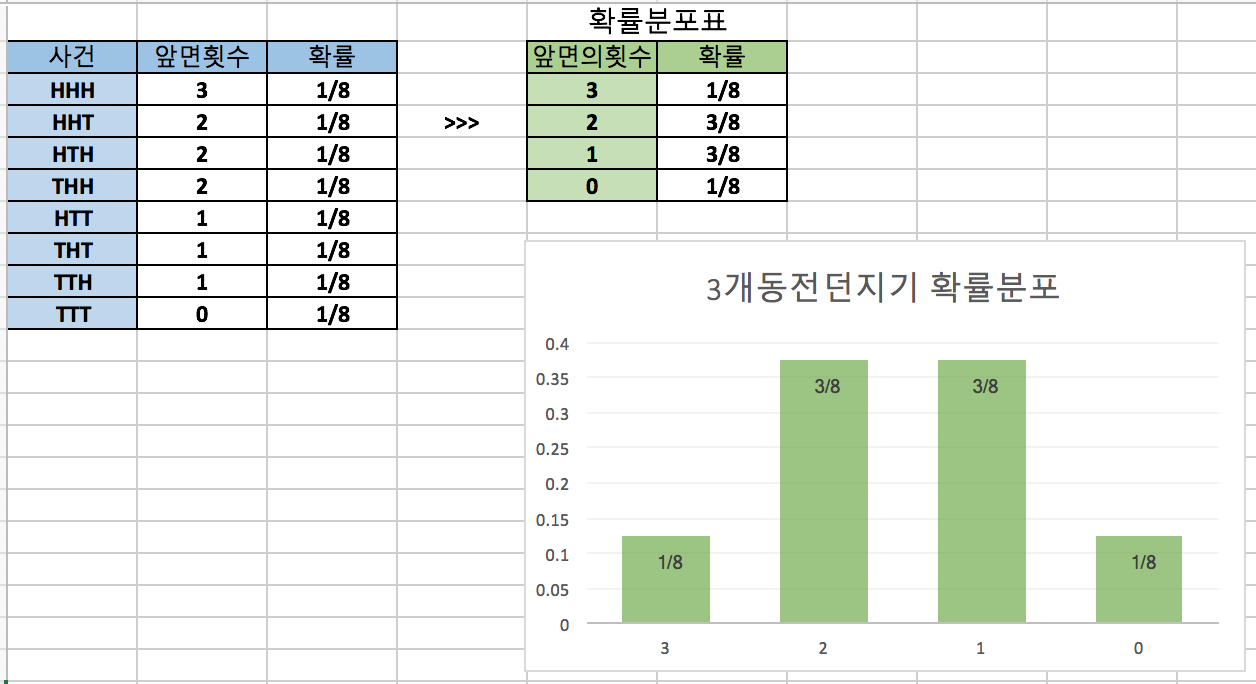 확률분포표
사건 앞면횟수 확률 앞면의횟수 확률
HHH 3 1/8 3 1/8
HHT 2 1/8 >>> 2 3/8
HTH 2 1/8 1 3/8
THH 2 1/8 0 1/8
HTT 1 1/8
THT 1 1/8
TTH 1 1/8
TTT 0 1/8
3개동전던지기 확률분포
0.4
0.35
0.3
0.25
0.2
0.15
0.1
0.05
0
1/8 3/8 3/8 1/8
3 2 1 0